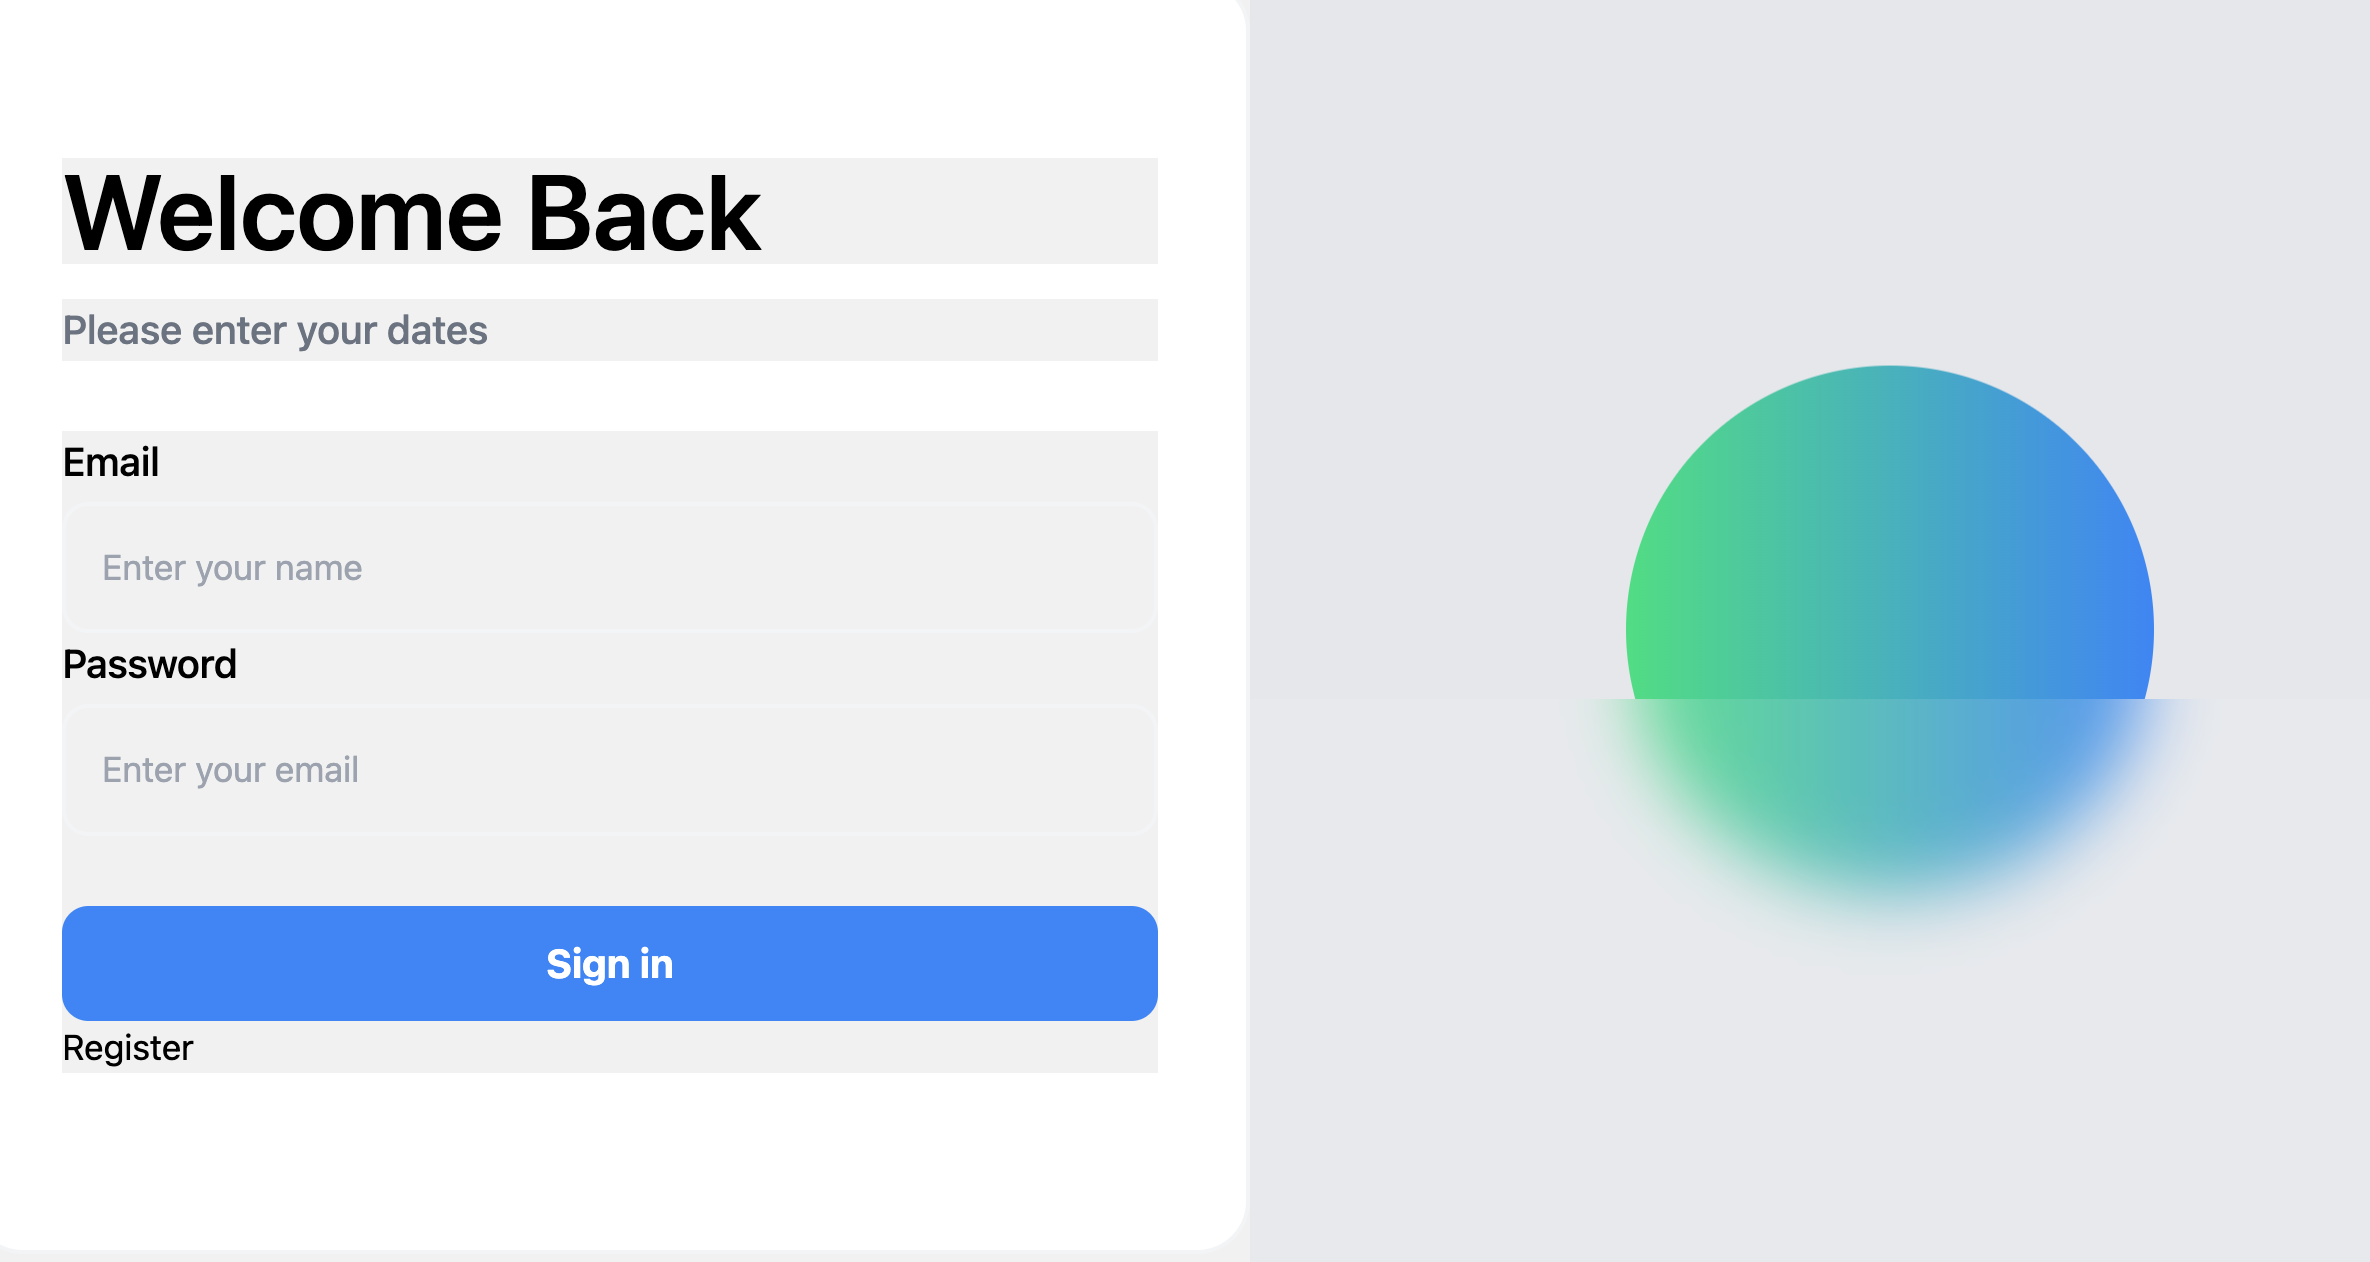 Welcome Back
Please enter your dates
Email
Enter your name
Password
Enter your email
Sign in
Register